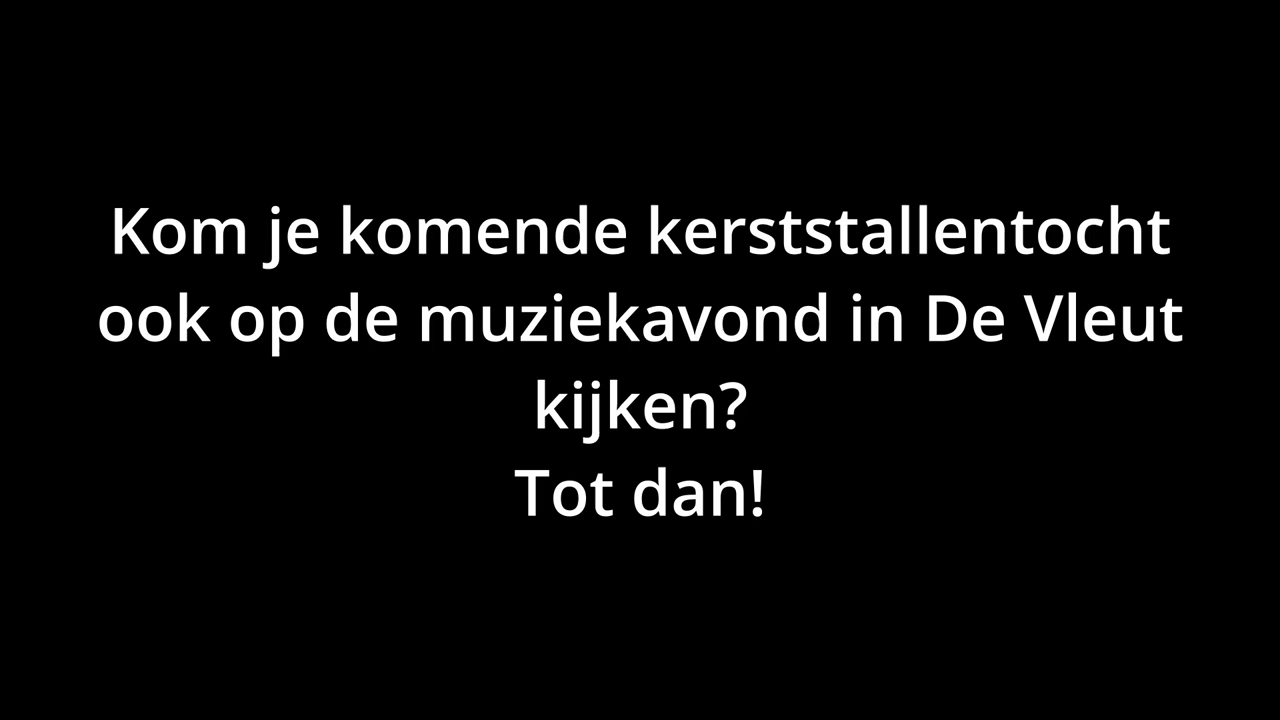 Kom je komende kerststallentocht
ook op de muziekavond in De Vleut
kijken?
Tot dan!